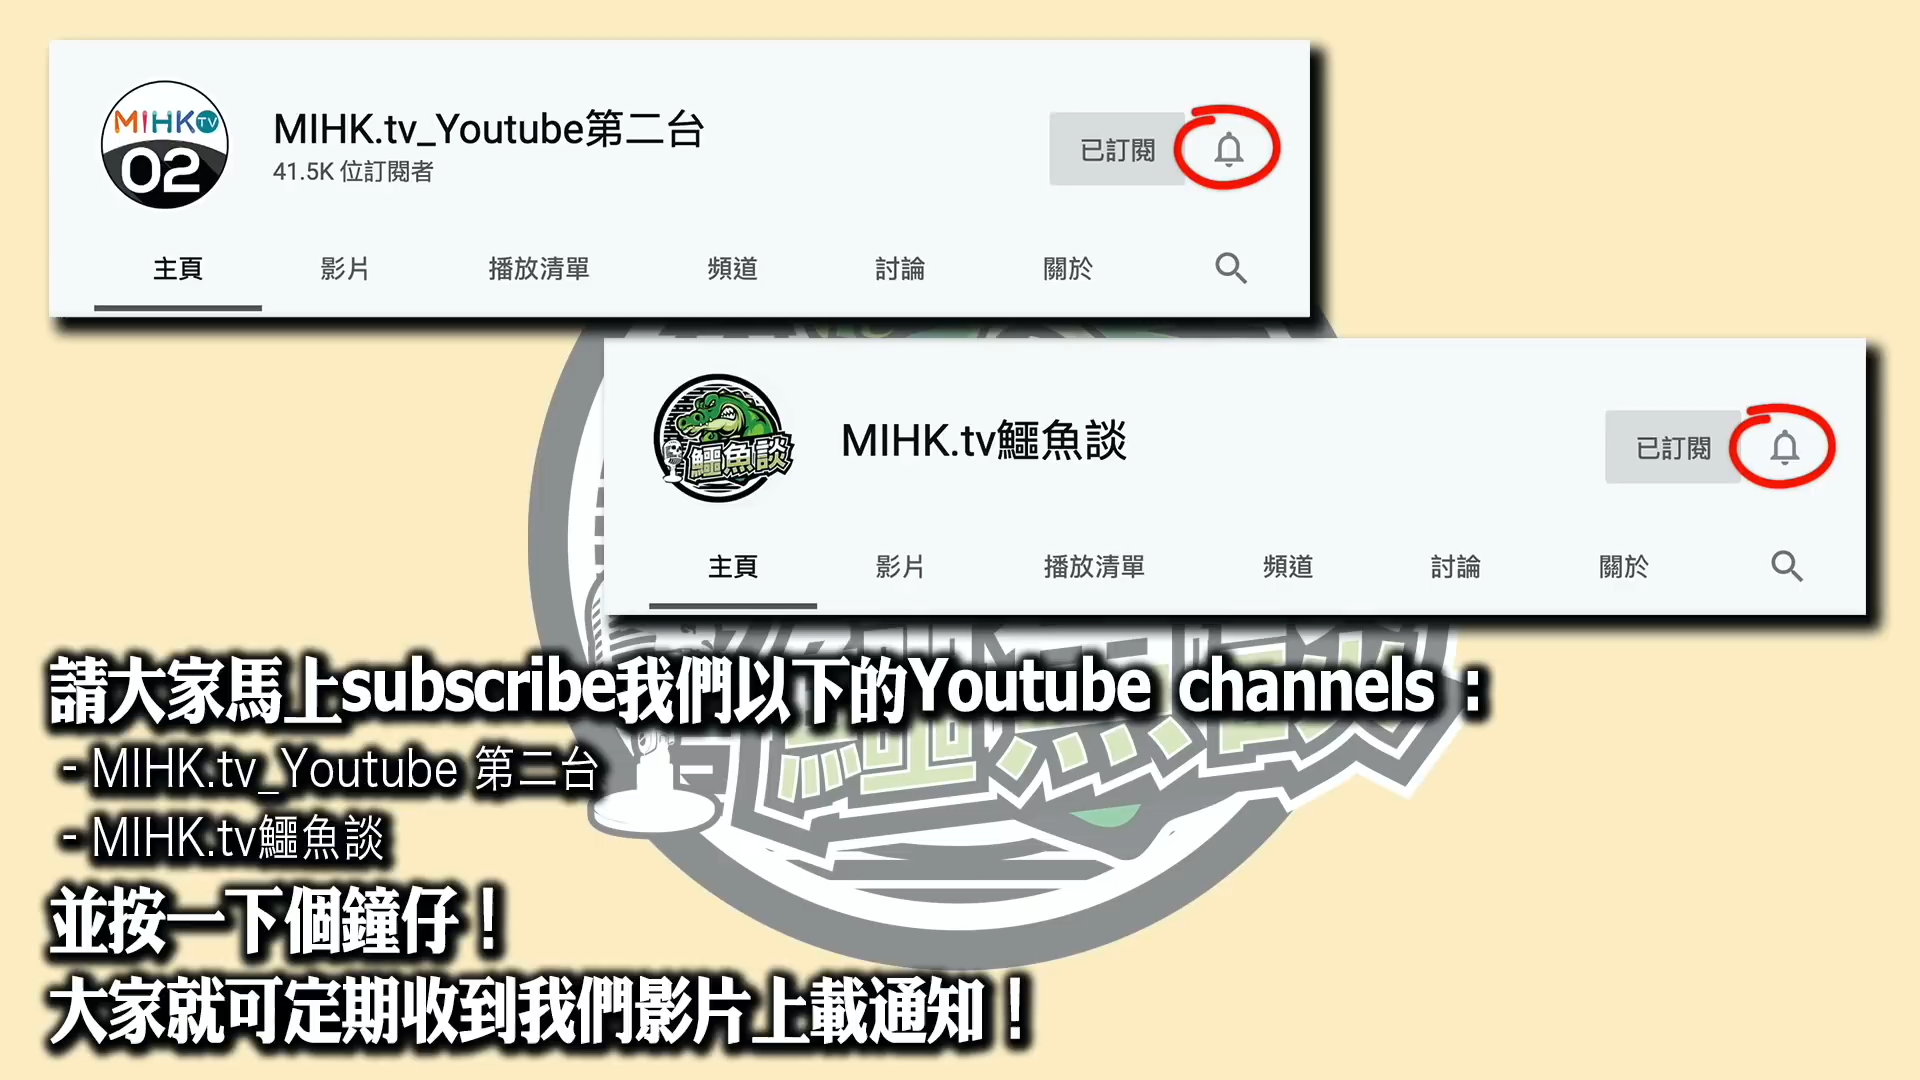 MIHK TV
02
MIHK.tv_Youtube第二台
41.5K 位訂閱者
已訂閱
主頁 影片 播放清單 頻道 討論 關於
鱷魚談
MIHK.tv鱷魚談
已訂閱
主頁 影片 播放清單 頻道 討論 關於
請大家馬上subscribe我們以下的Youtube channels：
- MIHK.tv_Youtube 第二台
- MIHK.tv鱷魚談
並按一下個鐘仔！
大家就可定期收到我們影片上載通知！